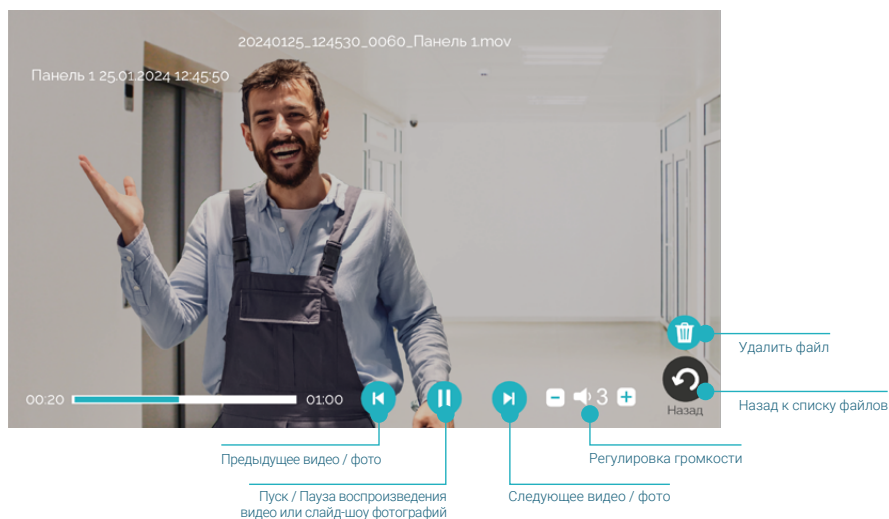 20240125_124530_0060_Панель 1.mov
Панель 1 25.01.2024 12:45:50
Удалить файл
00:20
01:00
3
Назад
Назад к списку файлов
Предыдущее видео / фото
Регулировка громкости
Пуск / Пауза воспроизведения
видео или слайд-шоу фотографий
Следующее видео / фото